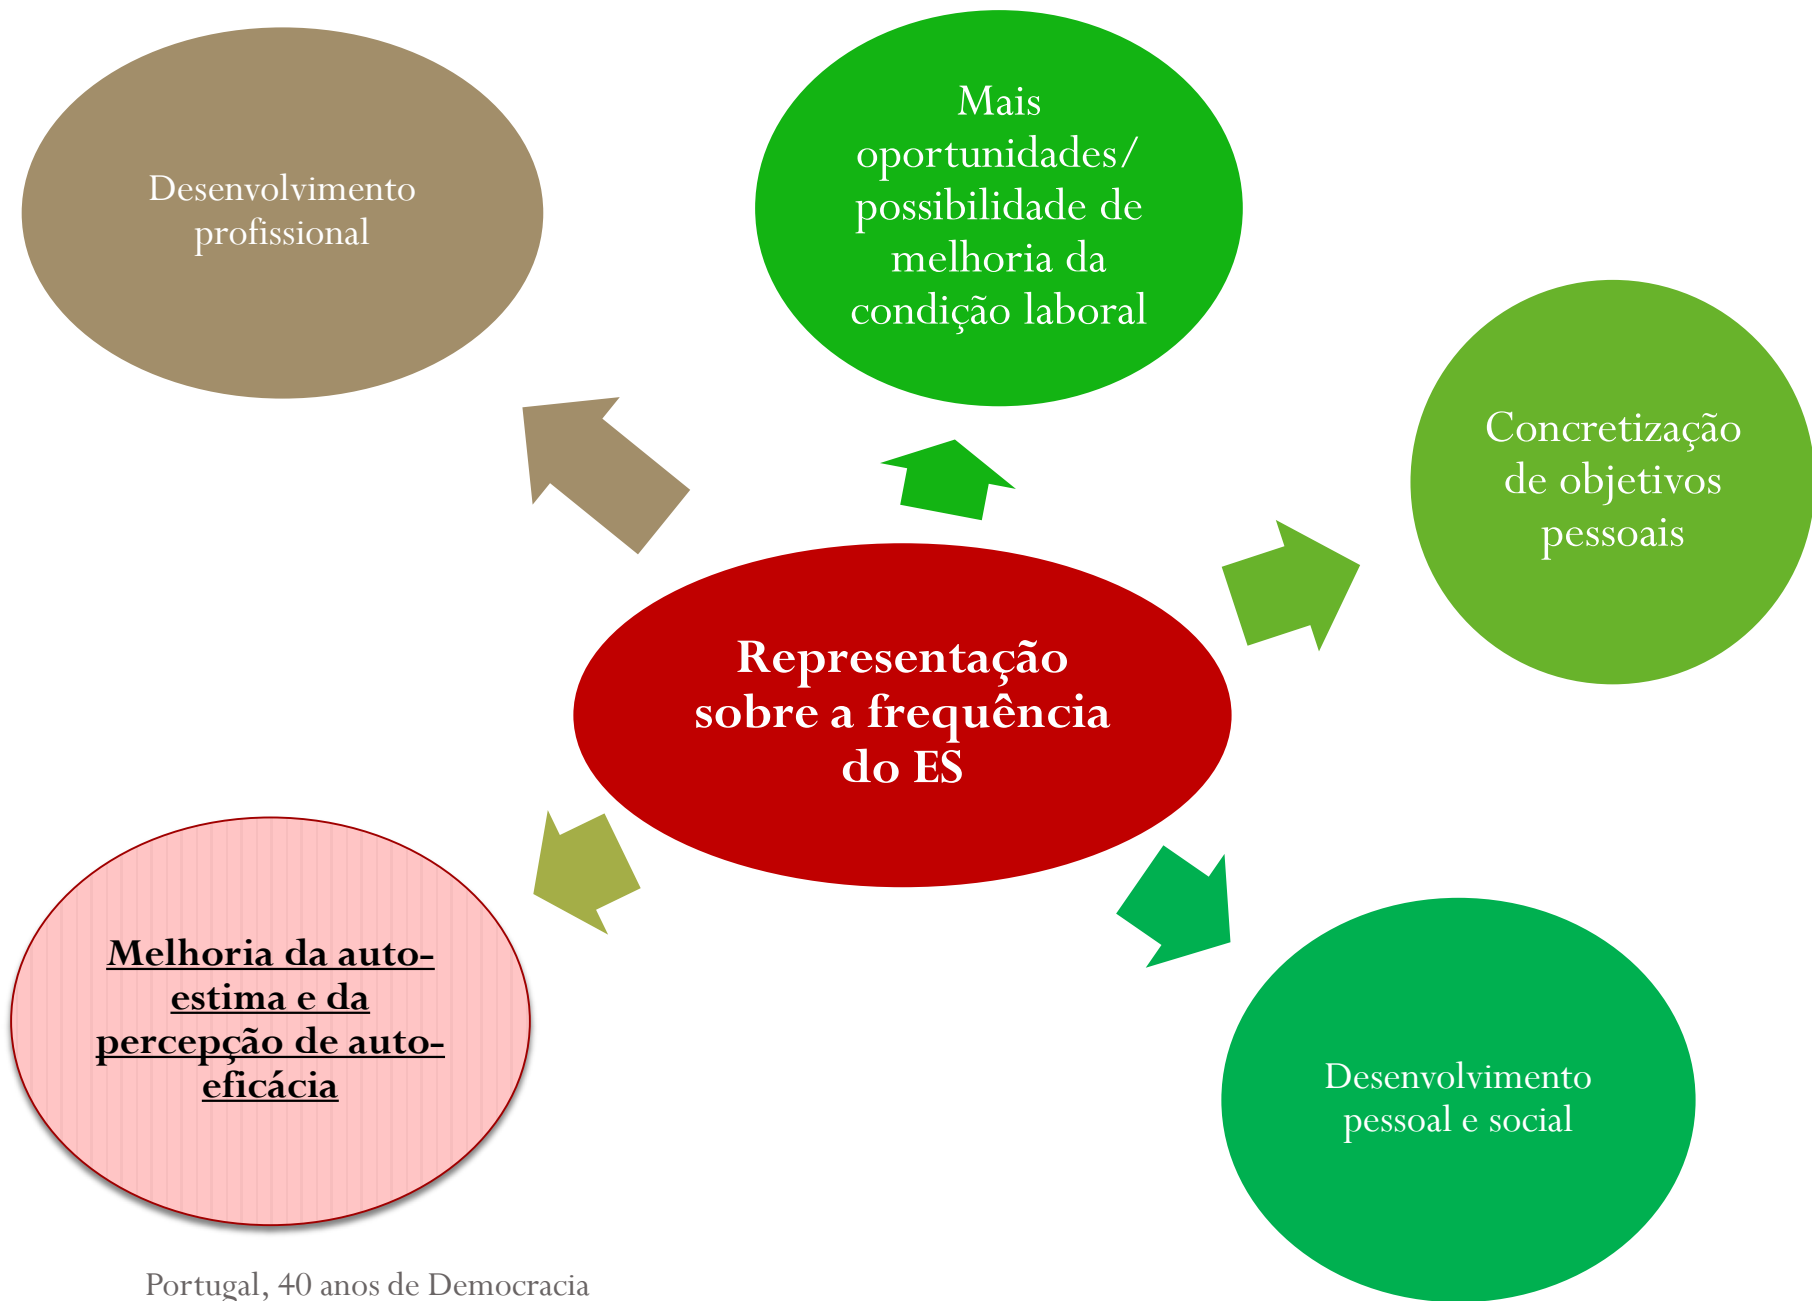 Desenvolvimento
profissional
Mais
oportunidades/
possibilidade de
melhoria da
condição laboral
Concretização
de objetivos
pessoais
Representação
sobre a frequência
do ES
Melhoria da auto-
estima e da
percepção de auto-
eficácia
Desenvolvimento
pessoal e social
Portugal, 40 anos de Democracia